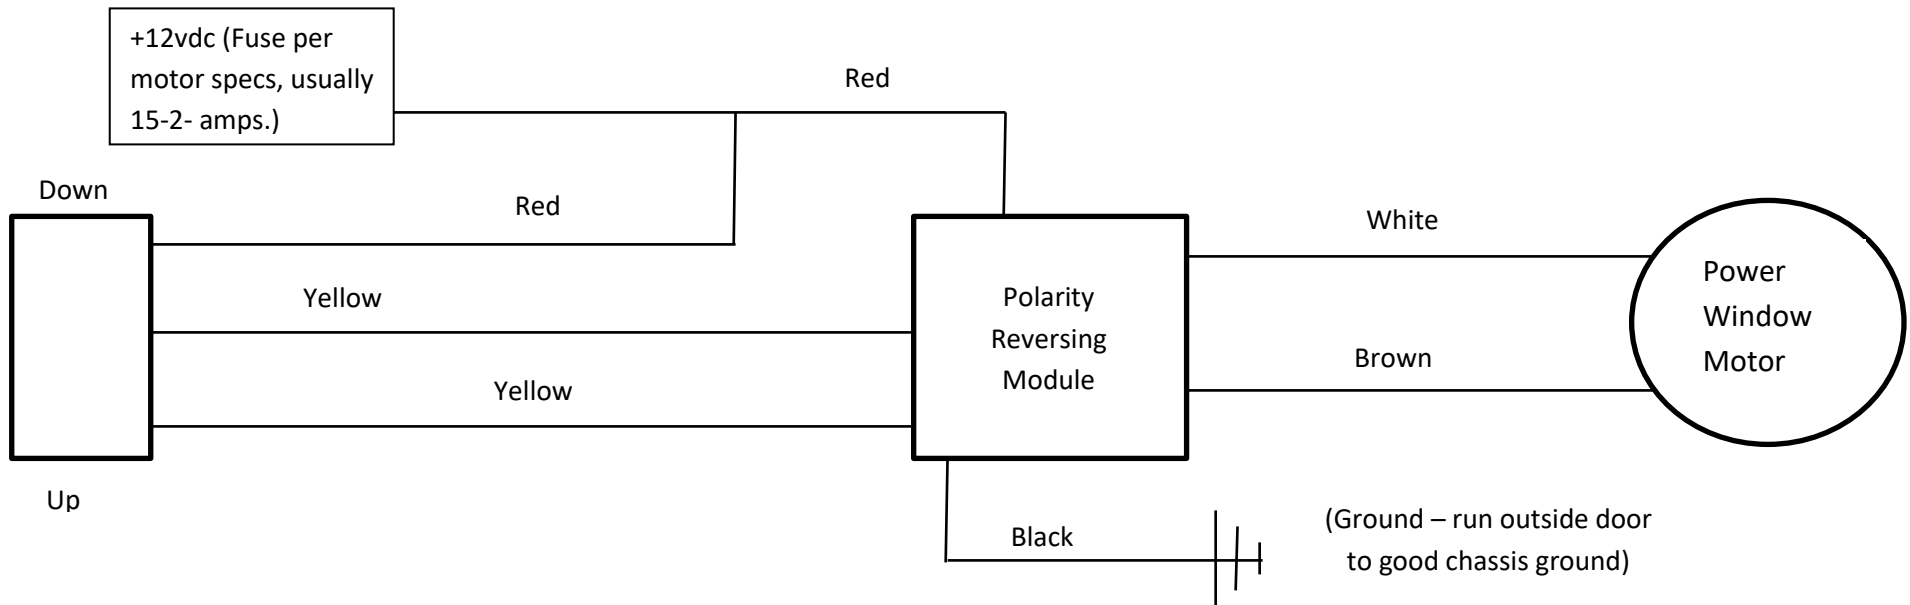 +12vdc (Fuse per
motor specs, usually
15-2- amps.)
Red
Down
Red
White
Yellow
Polarity
Reversing
Module
Power
Window
Motor
Brown
Yellow
Up
Black
(Ground – run outside door
to good chassis ground)